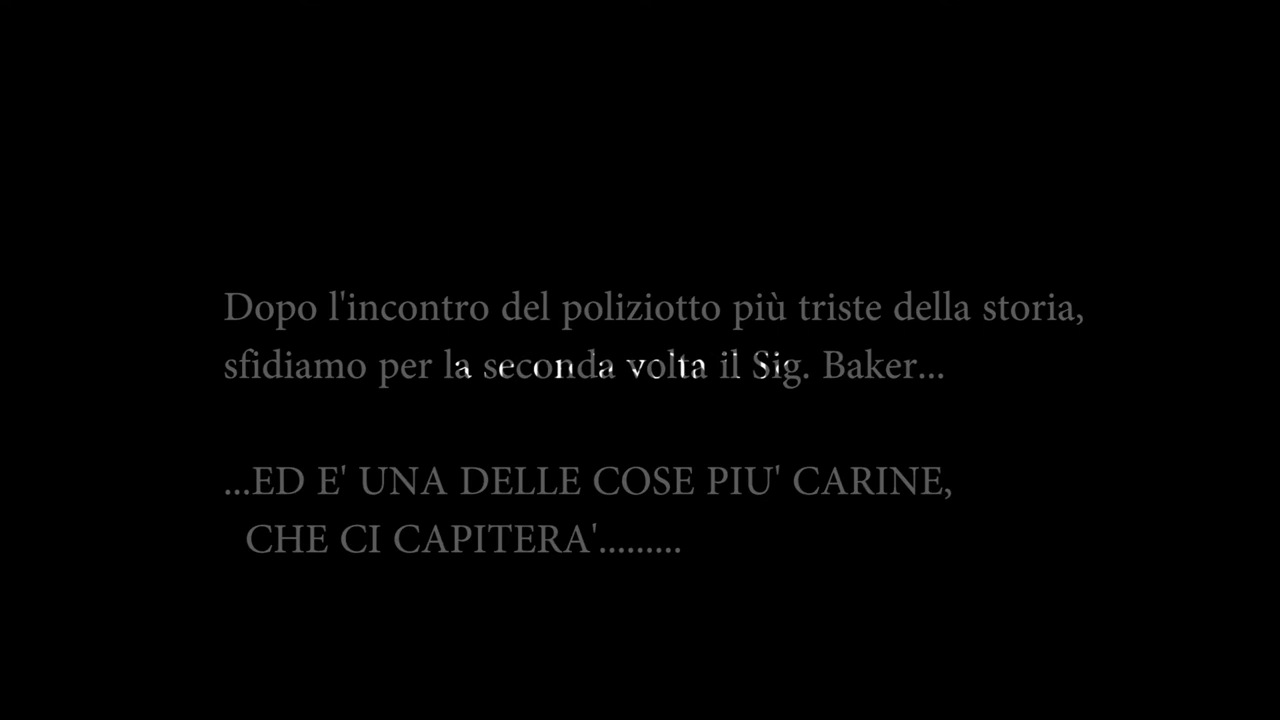 Dopo l'incontro del poliziotto più triste della storia,
sfidiamo per la seconda volta il Sig. Baker...
...ED E' UNA DELLE COSE PIU' CARINE,
CHE CI CAPITERA'.........